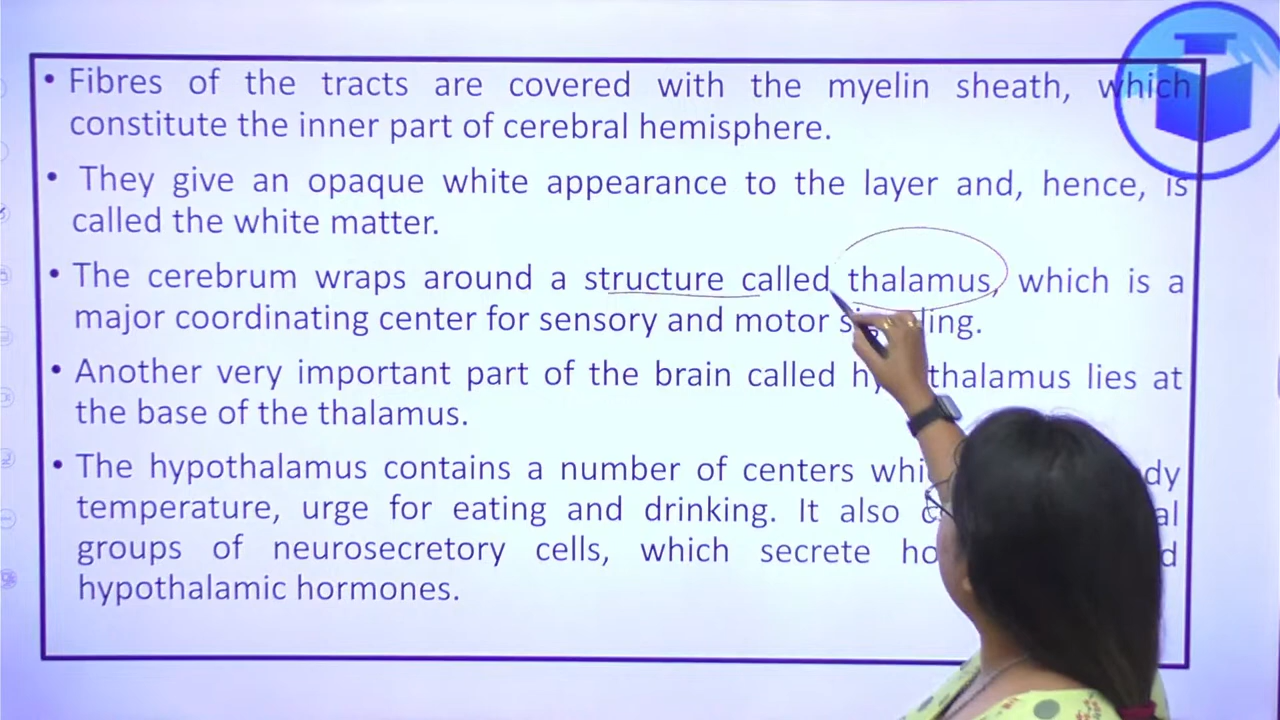 • Fibres of the tracts are covered with the myelin sheath, which
constitute the inner part of cerebral hemisphere.
• They give an opaque white appearance to the layer and, hence, is
called the white matter.
• The cerebrum wraps around a structure called thalamus, which is a
major coordinating center for sensory and motor
• Another very important part of the brain called lies at
the base of the thalamus.
• The hypothalamus contains a number of centers
temperature, urge for eating and drinking. It also
groups of neurosecretory cells, which secrete
hypothalamic hormones.